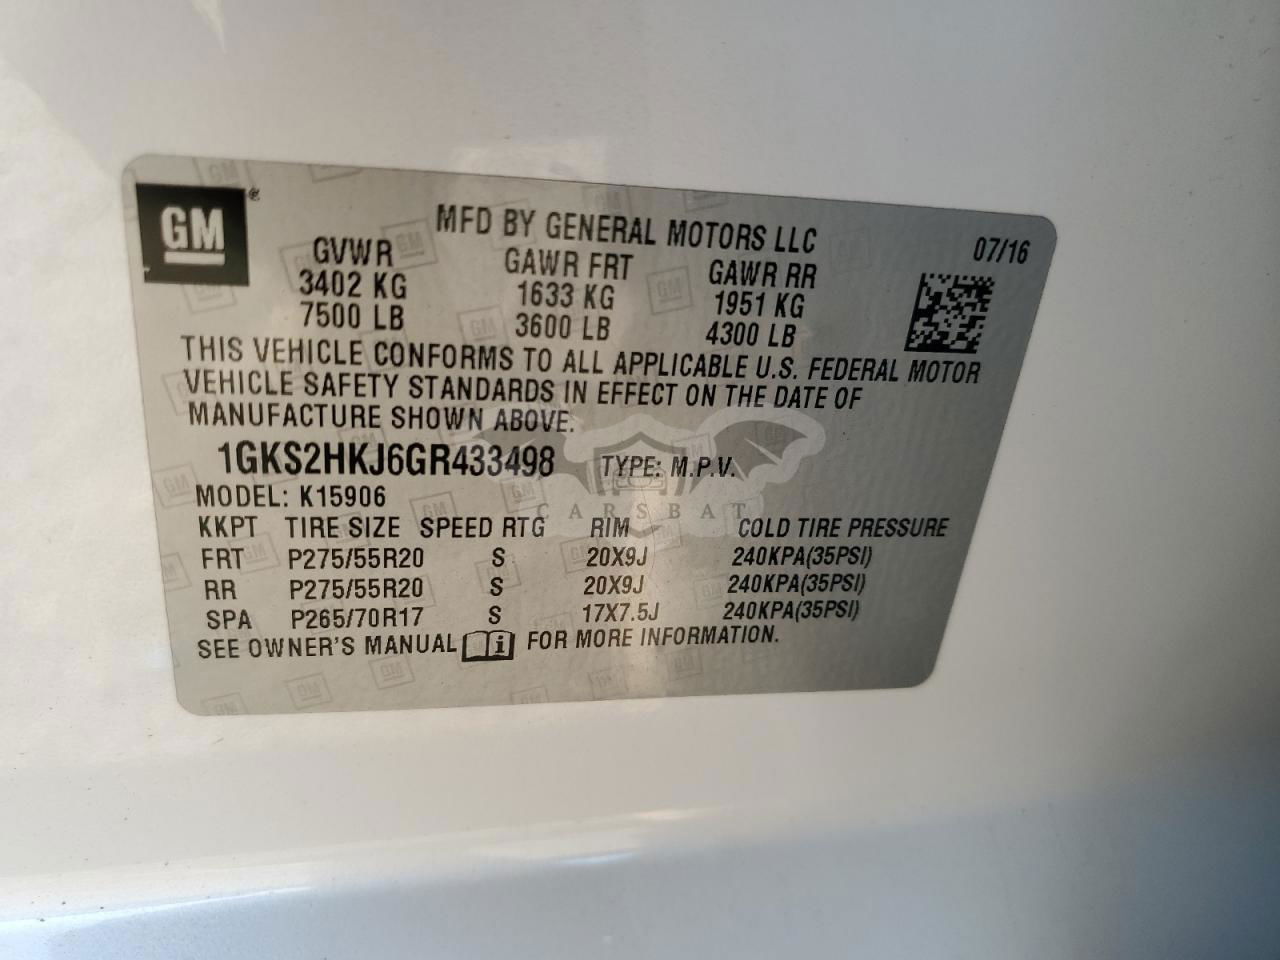 GM
MFD BY GENERAL MOTORS LLC 07/16
GVWR GAWR FRT GAWR RR
3402 KG 1633 KG 1951 KG
7500 LB 3600 LB 4300 LB
THIS VEHICLE CONFORMS TO ALL APPLICABLE U.S. FEDERAL MOTOR
VEHICLE SAFETY STANDARDS IN EFFECT ON THE DATE OF
MANUFACTURE SHOWN ABOVE.
1GKS2HKJ6GR433498 TYPE: M.P.V.
MODEL: K15906
CARSBAT
KKPT TIRE SIZE SPEED RTG RIM COLD TIRE PRESSURE
FRT P275/55R20 S 20X9J 240KPA(35PSI)
RR P275/55R20 S 20X9J 240KPA(35PSI)
SPA P265/70R17 S 17X7.5J 240KPA(35PSI)
SEE OWNER'S MANUAL i FOR MORE INFORMATION.